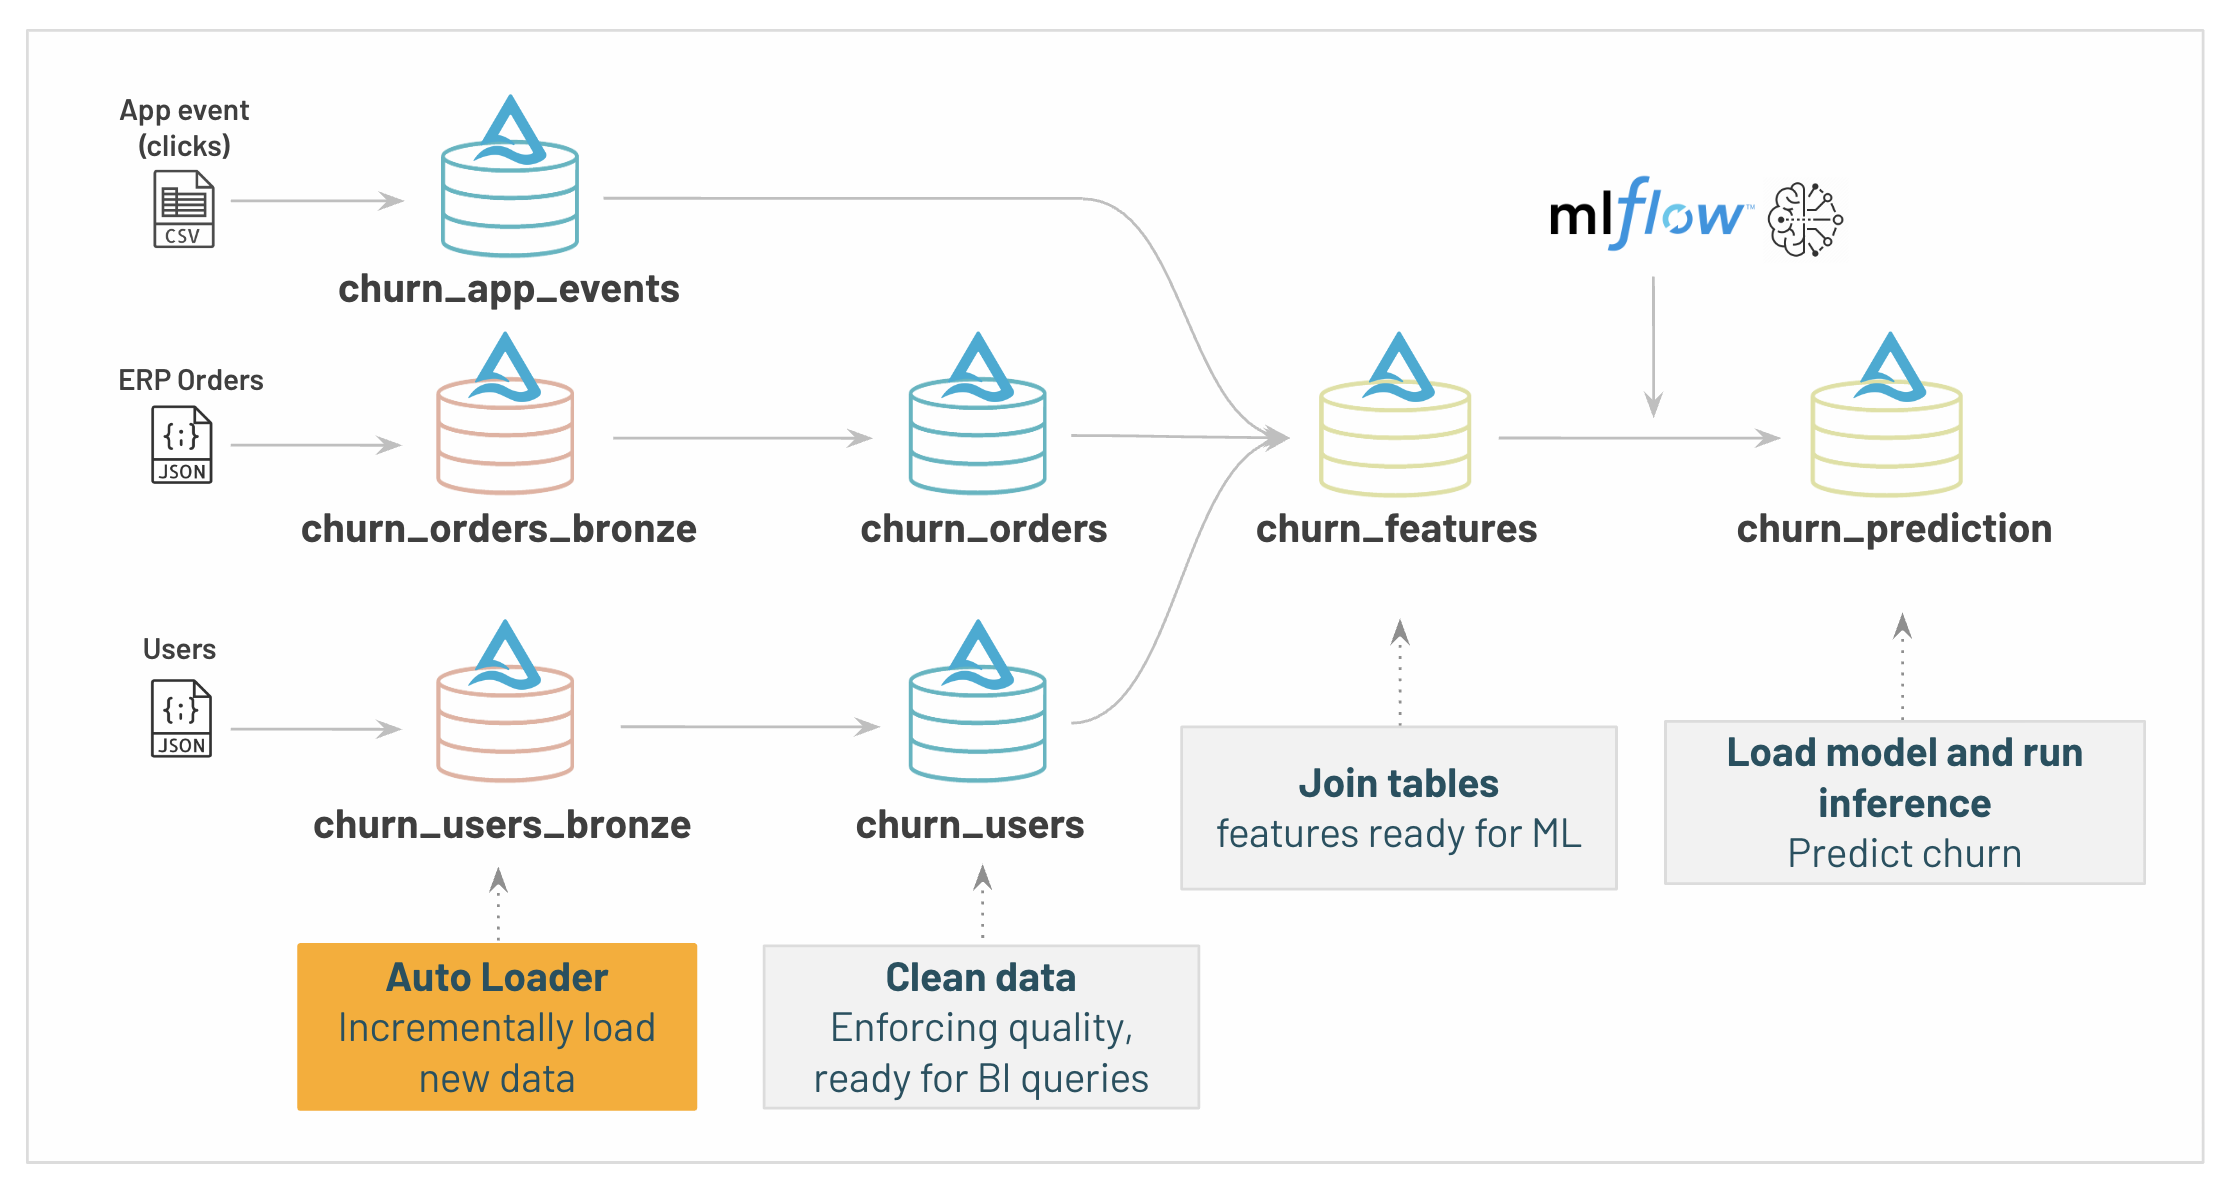 App event
(clicks)
CSV
churn_app_events
mlflow™
ERP Orders
{;}
JSON
churn_orders_bronze
churn_orders
churn_features
churn_prediction
Users
{;}
JSON
churn_users_bronze
churn_users
Join tables
features ready for ML
Load model and run
inference
Predict churn
Auto Loader
Incrementally load
new data
Clean data
Enforcing quality,
ready for BI queries